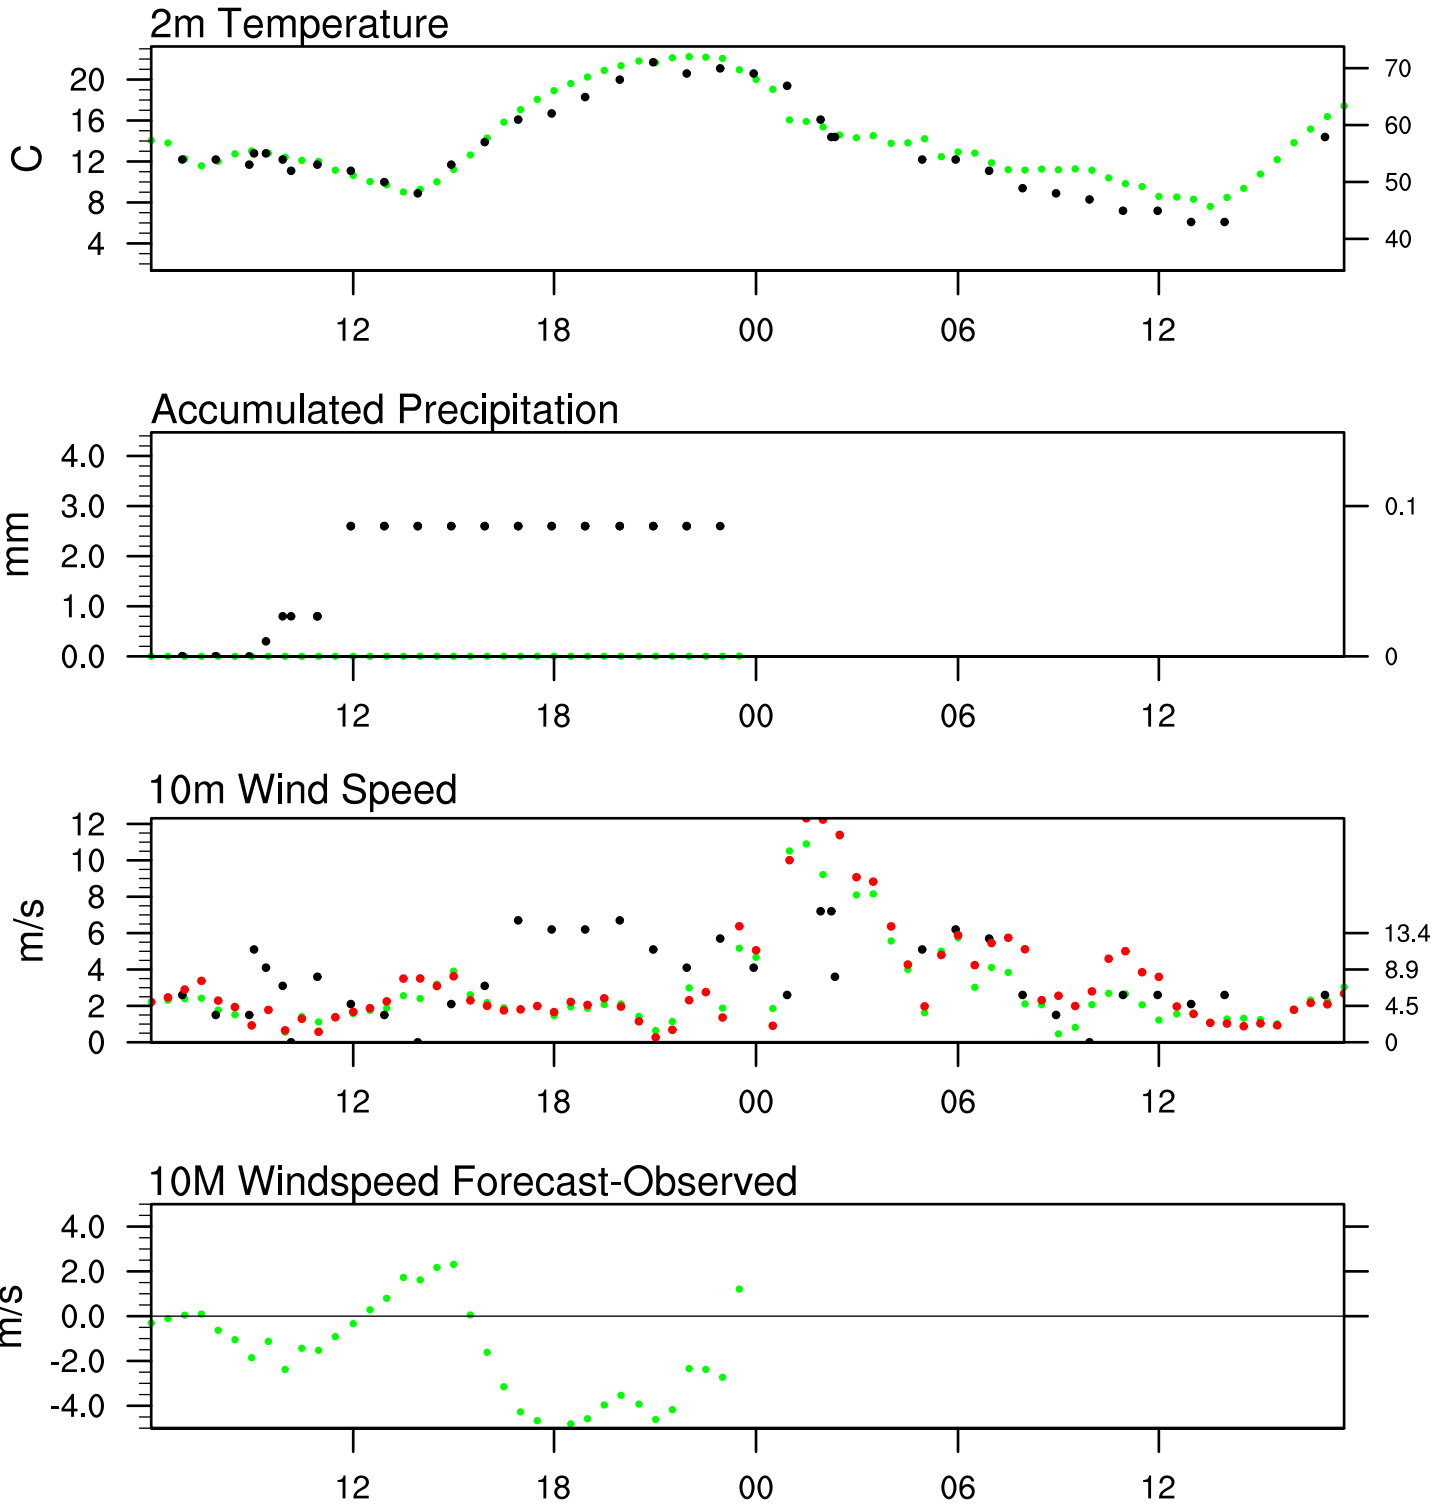 2m Temperature
20
16
12
8
4
C
70
60
50
40
12 18 00 06 12
Accumulated Precipitation
4.0
3.0
2.0
1.0
0.0
mm
0.1
0
12 18 00 06 12
10m Wind Speed
12
10
8
6
4
2
0
m/s
13.4
8.9
4.5
0
12 18 00 06 12
10M Windspeed Forecast-Observed
4.0
2.0
0.0
-2.0
-4.0
m/s
12 18 00 06 12